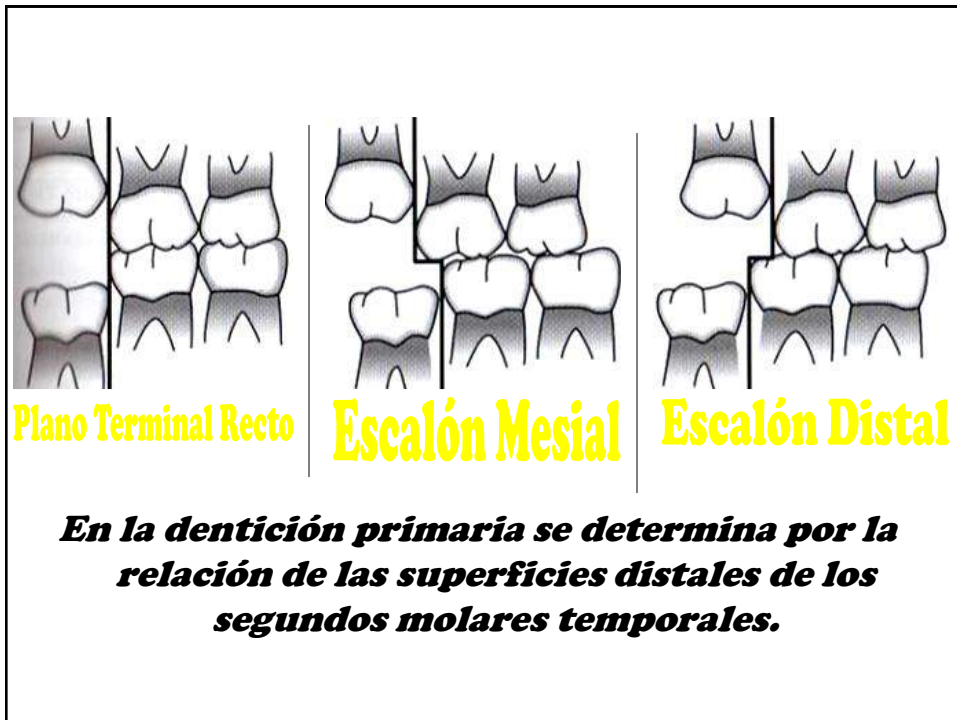 Plano Terminal Recto
Escalón Mesial
Escalón Distal
En la dentición primaria se determina por la
relación de las superficies distales de los
segundos molares temporales.